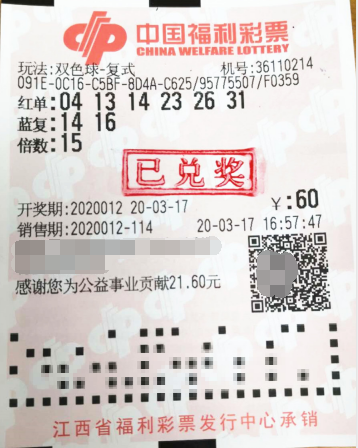 中国福利彩票
CHINA WELFARE LOTTERY
玩法:双色球-复式 机号:36110214
091E-0C16-C5BF-8D4A-C625/95775507/F0359
红单:04 13 14 23 26 31
蓝复:14 16
倍数:15
已兑奖
开奖期:2020012 20-03-17 ¥:60
销售期:2020012-114 20-03-17 16:57:47
感谢您为公益事业贡献21.60元
江西省福利彩票发行中心承销